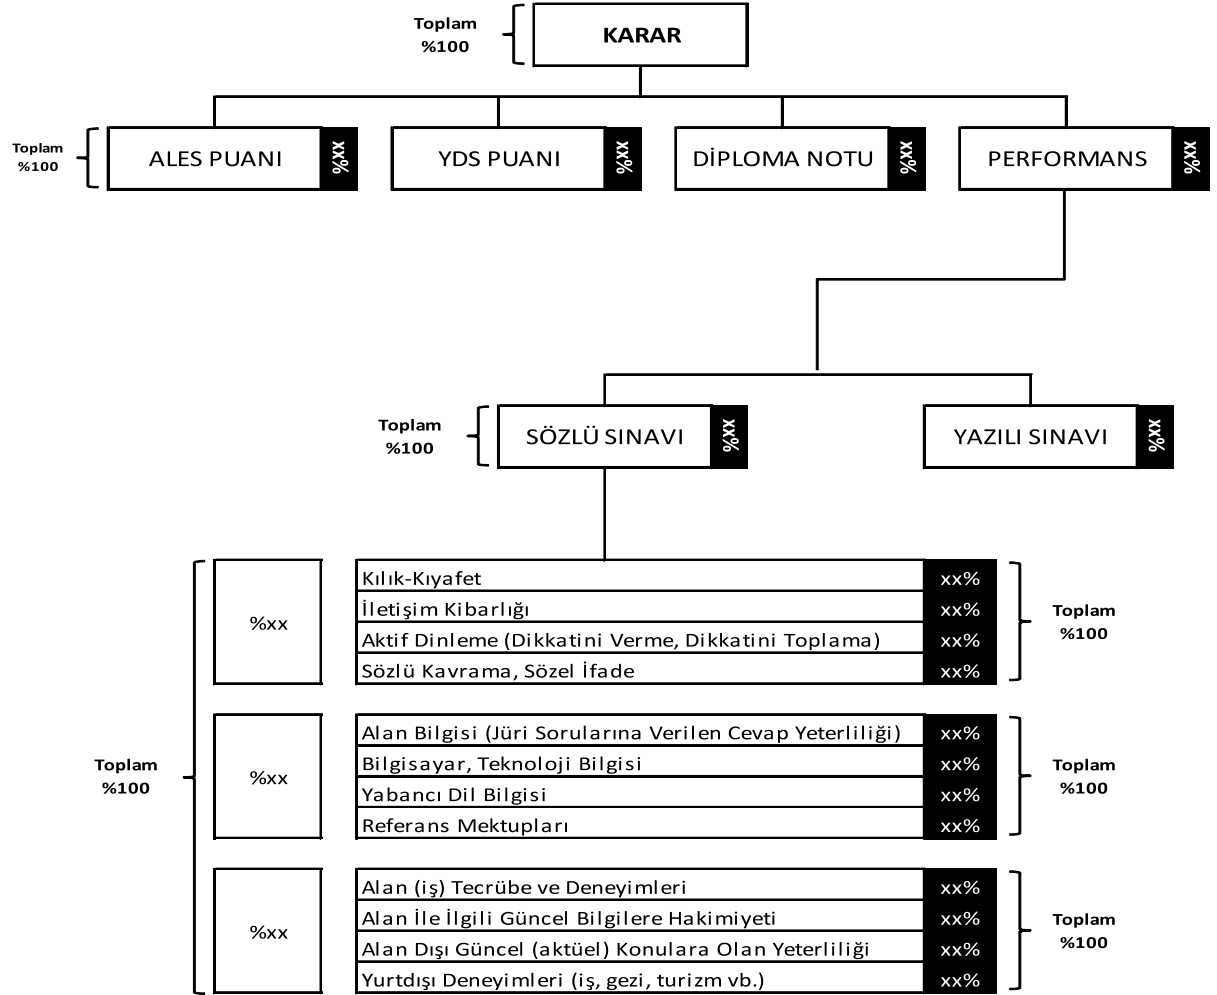 Toplam
%100
KARAR
Toplam
%100
ALES PUANI
xx%
YDS PUANI
xx%
DİPLOMA NOTU
xx%
PERFORMANS
xx%
Toplam
%100
SÖZLÜ SINAVI
xx%
YAZILI SINAVI
xx%
Toplam
%100
%xx
Kılık-Kıyafet
xx%
İletişim Kibarlığı
xx%
Aktif Dinleme (Dikkatini Verme, Dikkatini Toplama)
xx%
Sözlü Kavrama, Sözel İfade
xx%
Toplam
%100
%xx
Alan Bilgisi (Jüri Sorularına Verilen Cevap Yeterliliği)
xx%
Bilgisayar, Teknoloji Bilgisi
xx%
Yabancı Dil Bilgisi
xx%
Referans Mektupları
xx%
Toplam
%100
%xx
Alan (iş) Tecrübe ve Deneyimleri
xx%
Alan İle İlgili Güncel Bilgilere Hakimiyeti
xx%
Alan Dışı Güncel (aktüel) Konulara Olan Yeterliliği
xx%
Yurtdışı Deneyimleri (iş, gezi, turizm vb.)
xx%
Toplam
%100